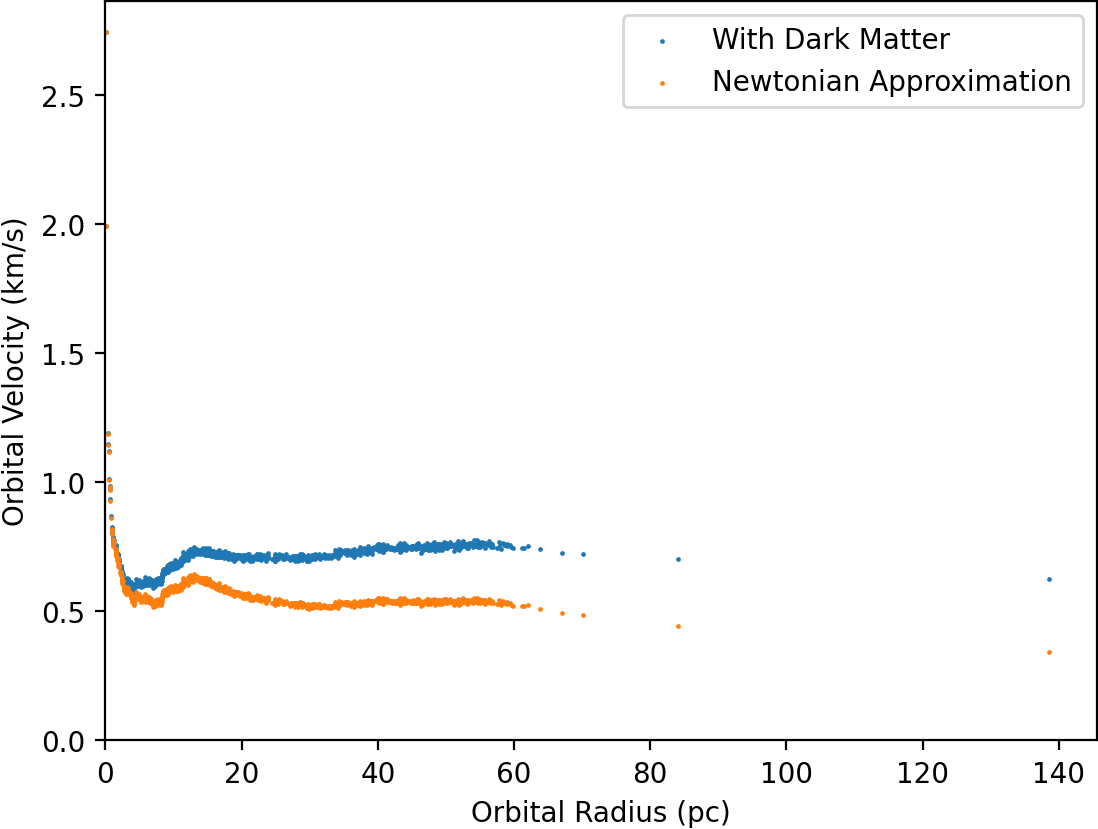 With Dark Matter
Newtonian Approximation
2.5
2.0
1.5
1.0
0.5
0.0
Orbital Velocity (km/s)
0 20 40 60 80 100 120 140
Orbital Radius (pc)